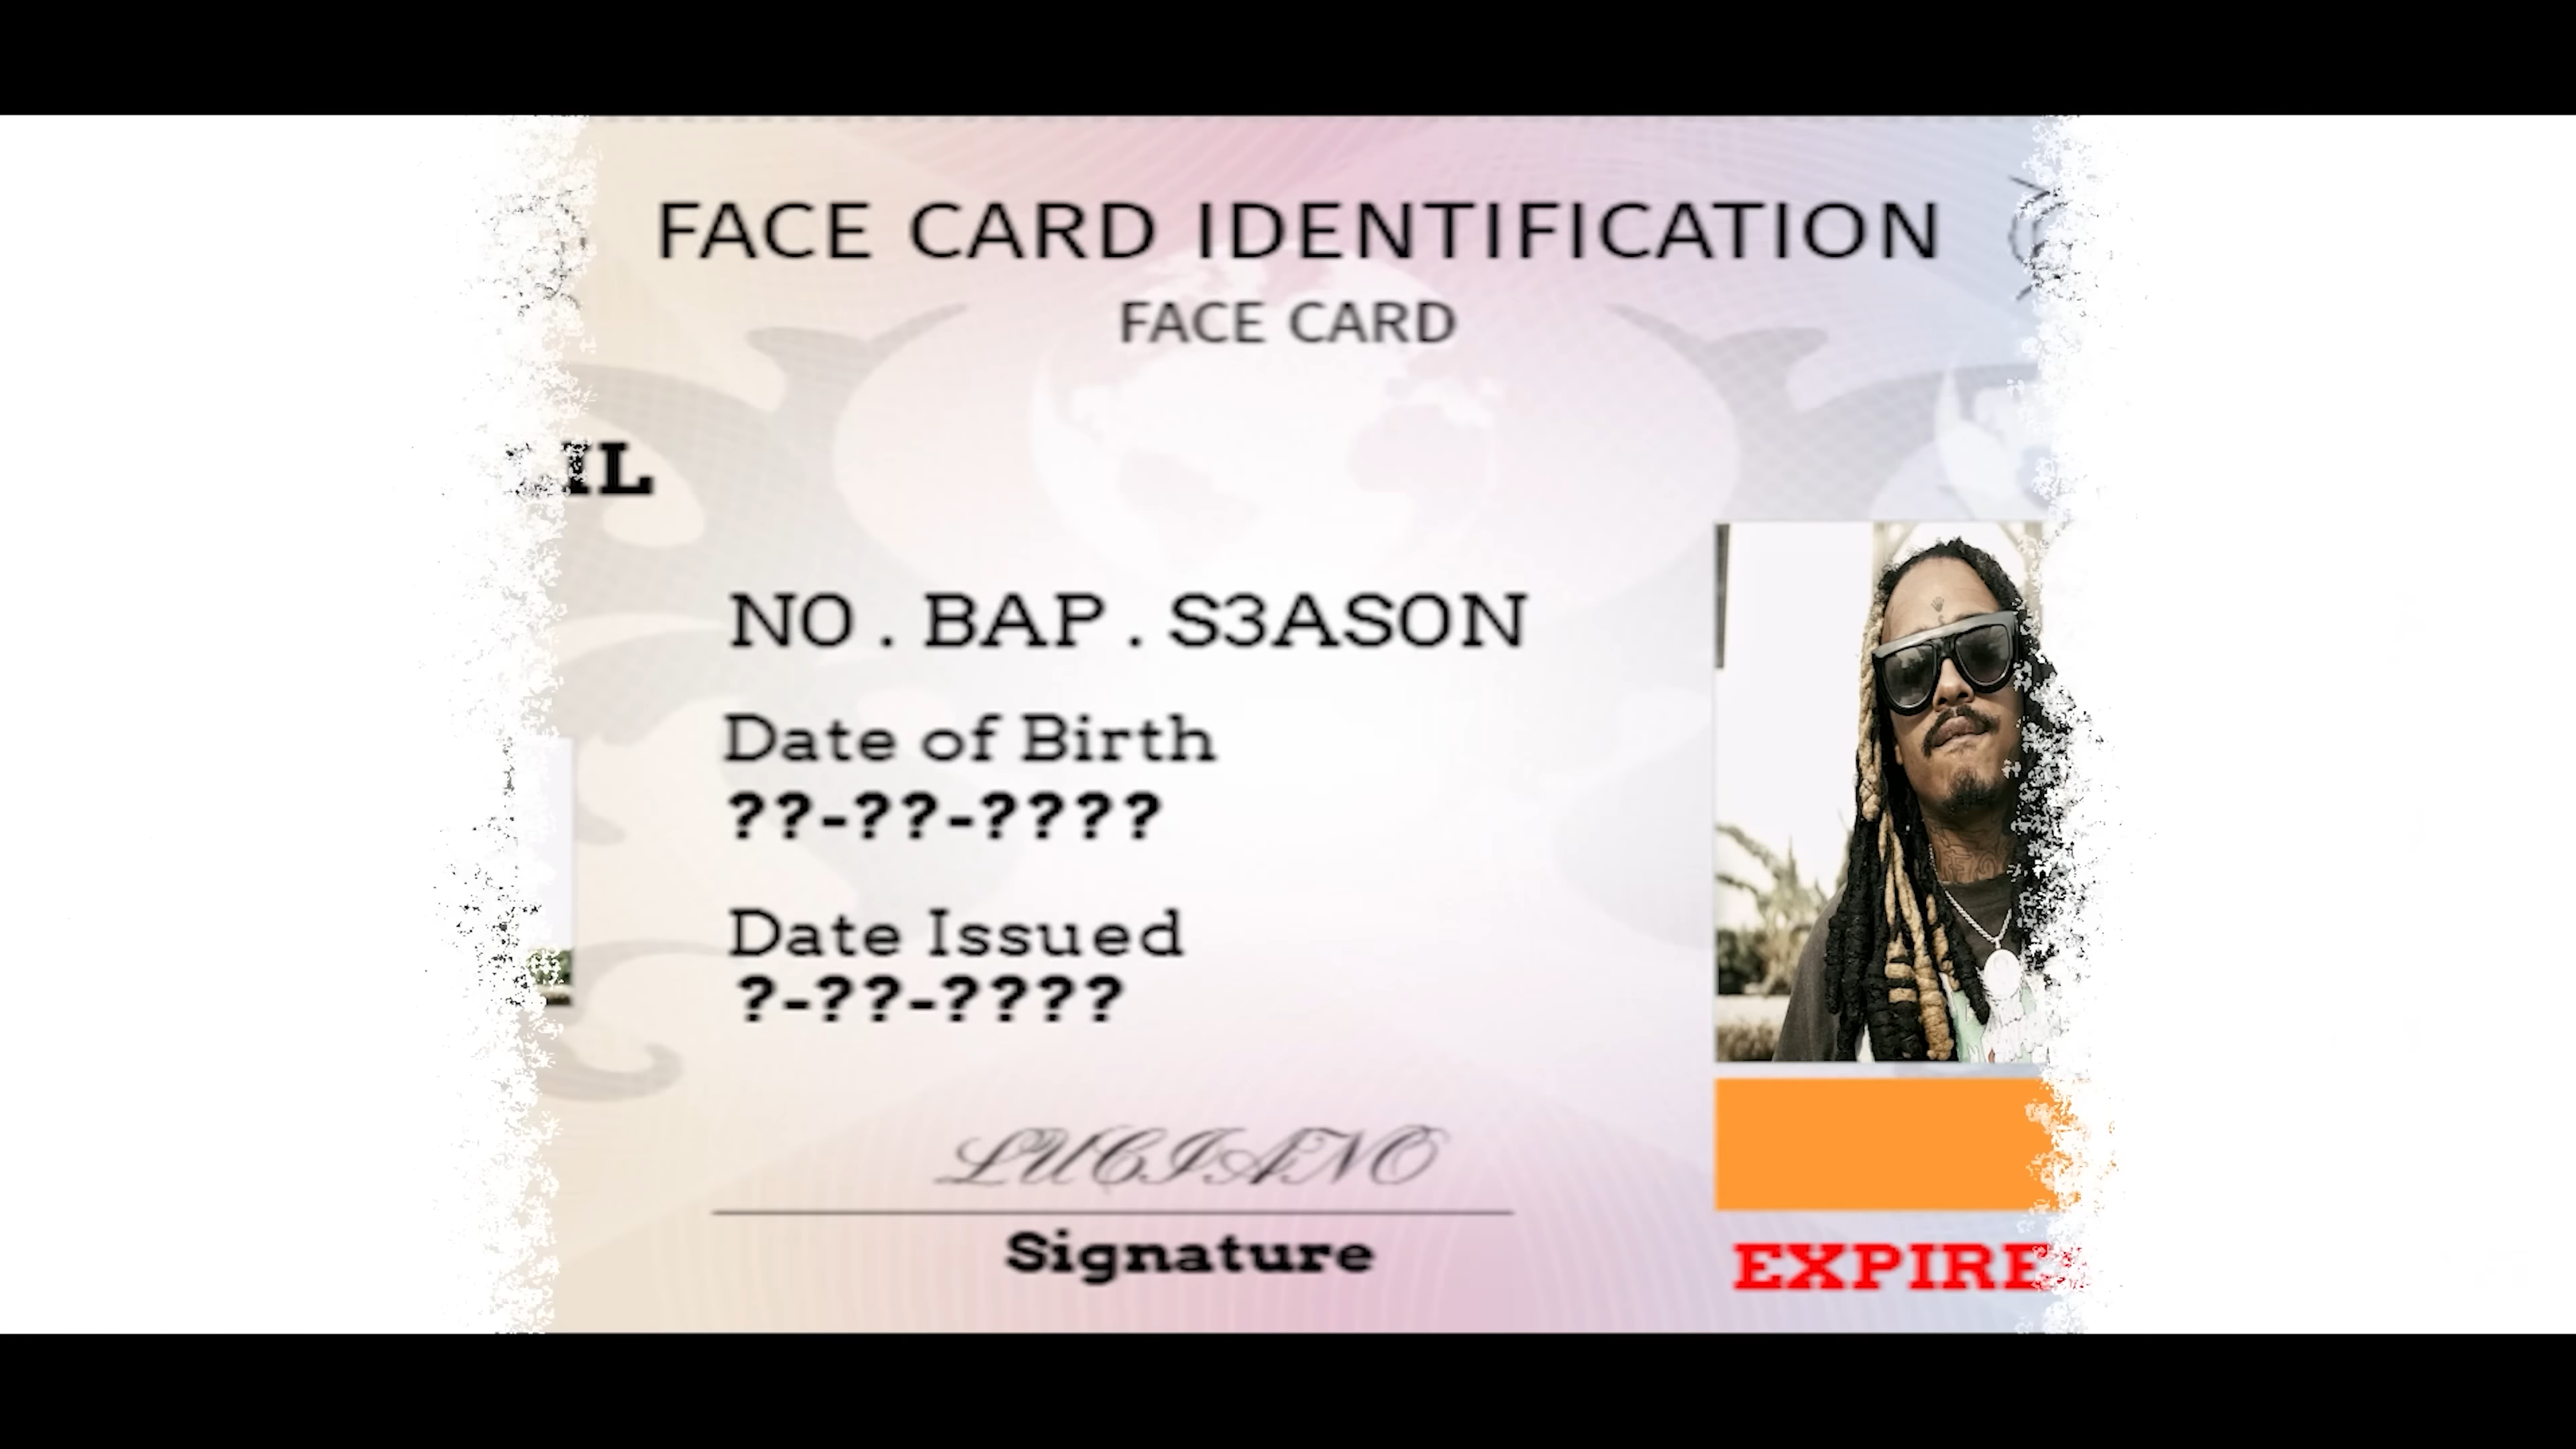 FACE CARD IDENTIFICATION
FACE CARD
IL
NO . BAP . S3ASON
Date of Birth
??-??-????
Date Issued
?-??-????
LUCIANO
Signature
EXPIRE